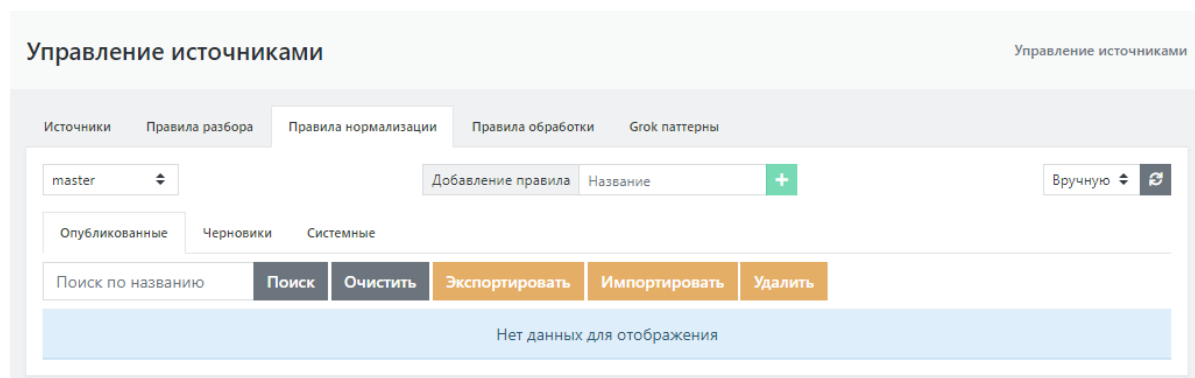 Управление источниками
Управление источниками
Источники Правила разбора Правила нормализации Правила обработки Grok паттерны
master Добавление правила Название + Вручную
Опубликованные Черновики Системные
Поиск по названию Поиск Очистить Экспортировать Импортировать Удалить
Нет данных для отображения